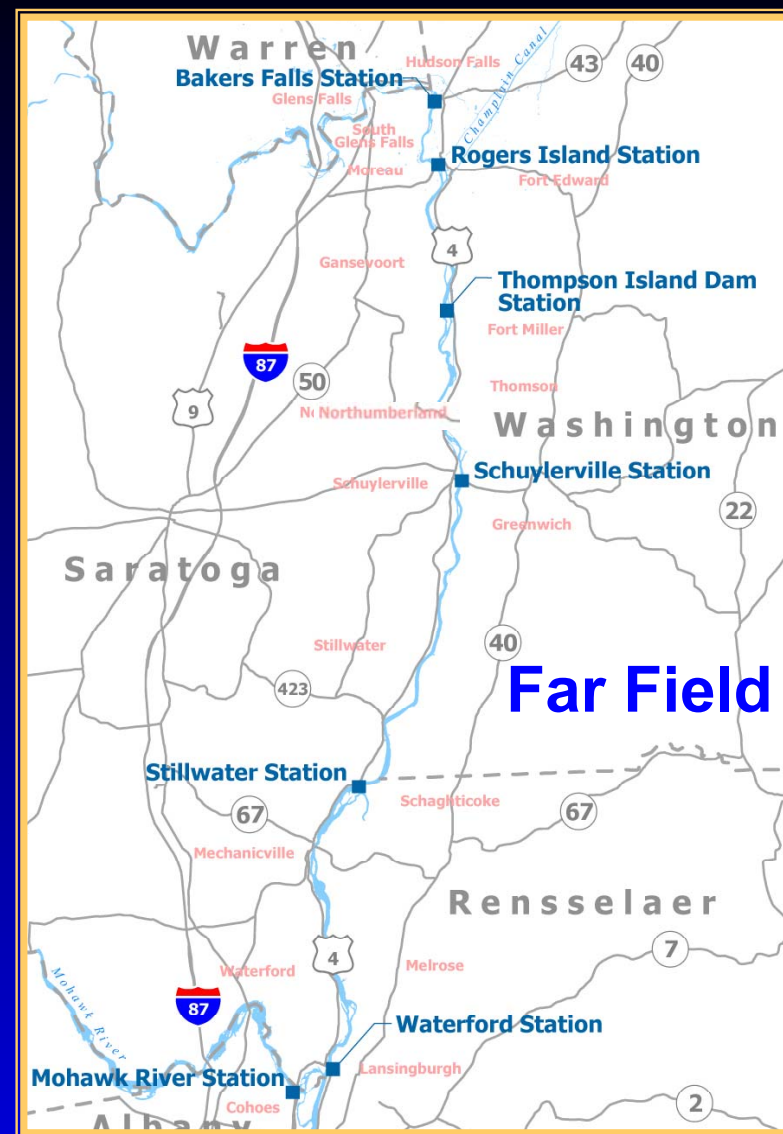 Warren
Hudson Falls
43
40
Bakers Falls Station
Champlain Canal
Glens Falls
South
Glens Falls
Rogers Island Station
Moreau
Fort Edward
4
Gansevoort
Thompson Island Dam
Station
Fort Miller
87
50
Thomson
9
Northumberland
Washington
Schuylerville Station
Schuylerville
22
Greenwich
Saratoga
Stillwater
40
423
Far Field
Stillwater Station
Schaghticoke
67
67
Mechanicville
Rensselaer
7
4
Melrose
Waterford
Mohawk River
87
Waterford Station
Lansingburgh
Mohawk River Station
Cohoes
2
Albany